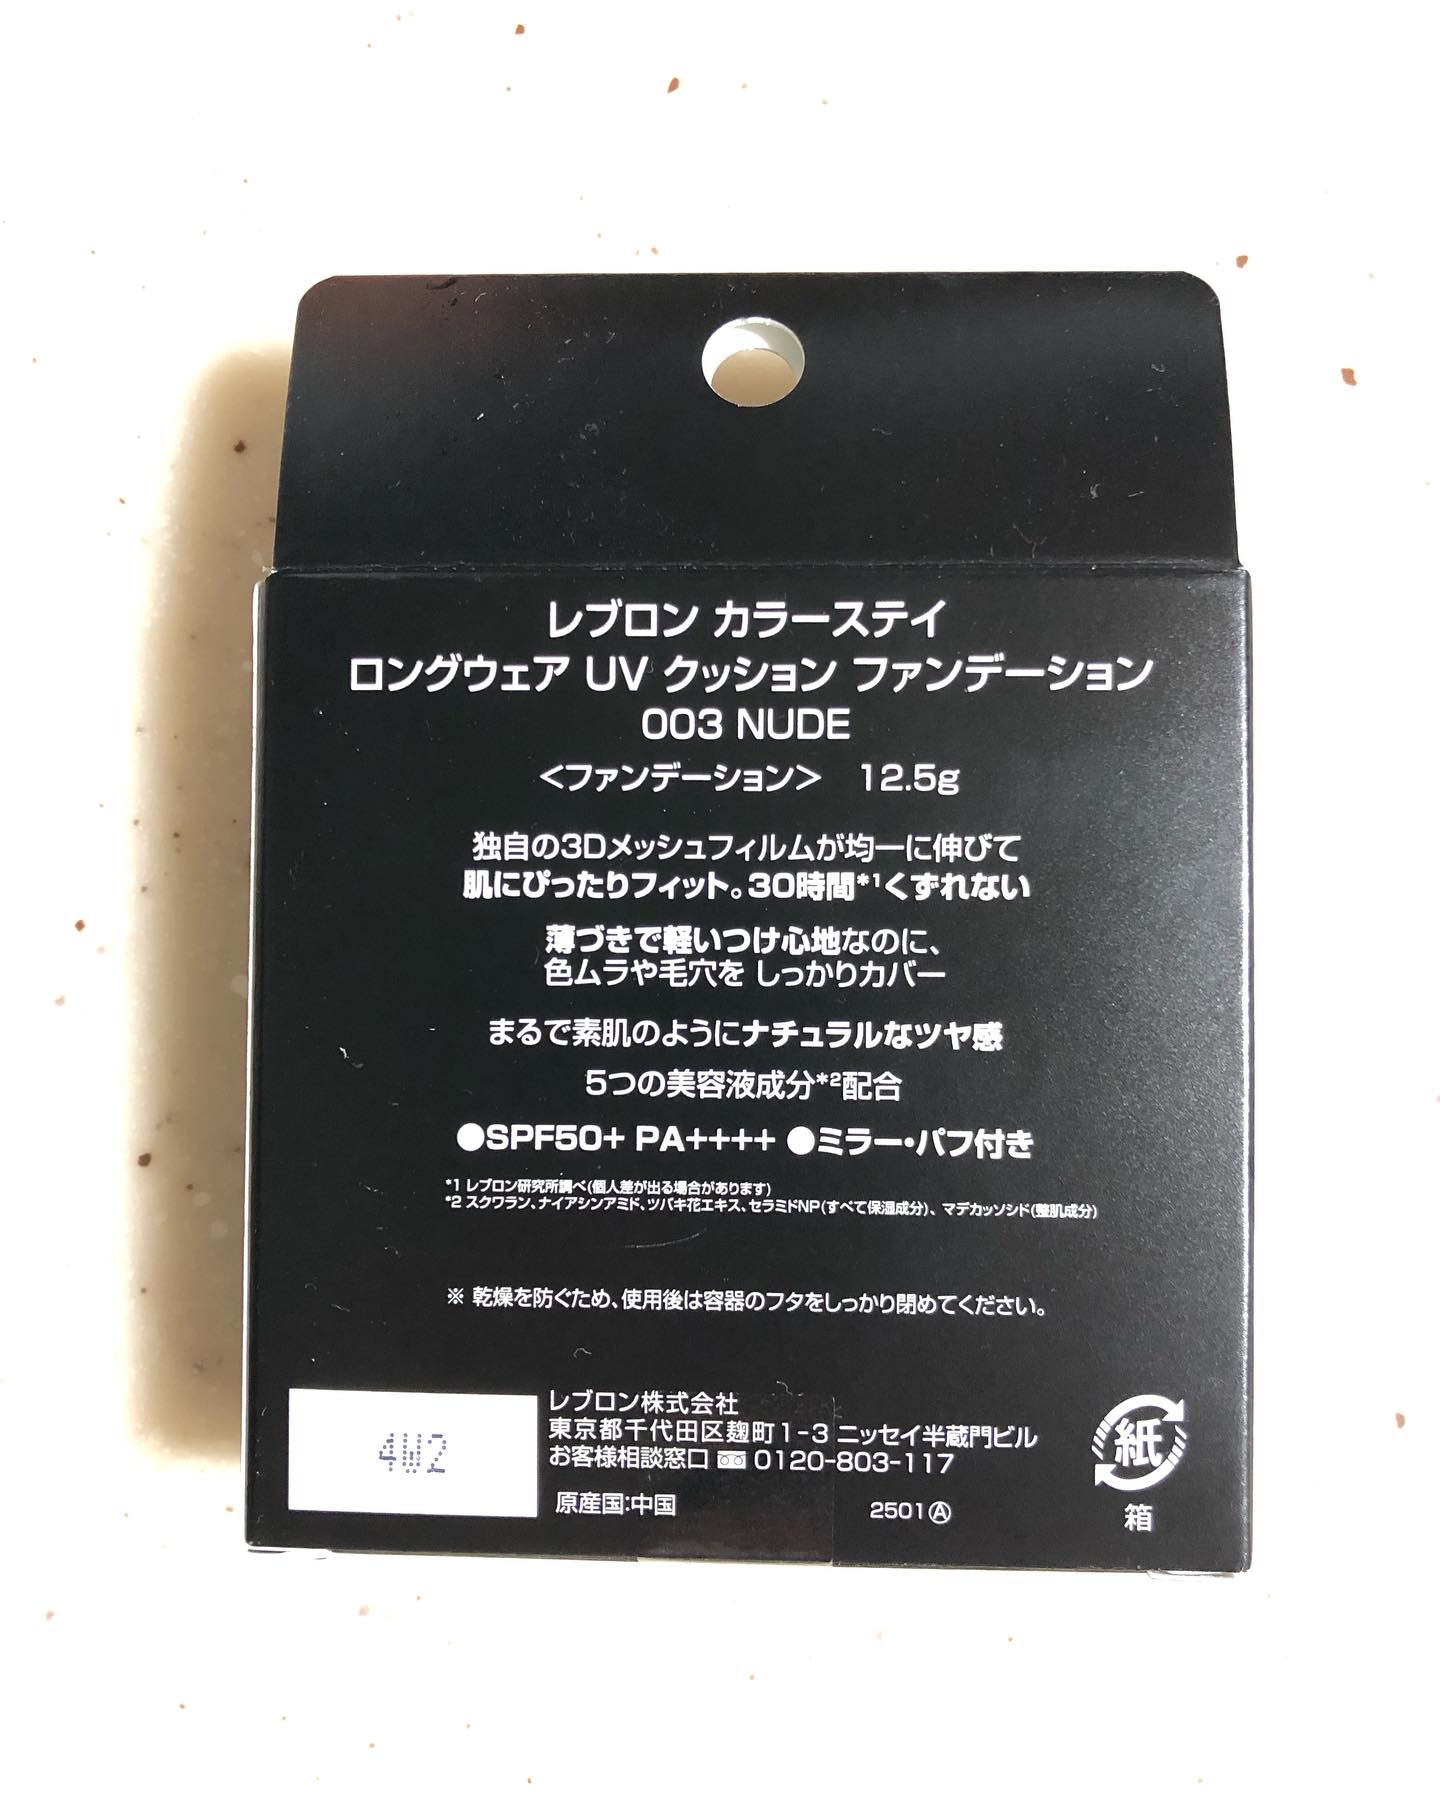 レブロン カラーステイ
ロングウェア UV クッション ファンデーション
003 NUDE
＜ファンデーション＞　12.5g
独自の3Dメッシュフィルムが均一に伸びて
肌にぴったりフィット。30時間*1くずれない
薄づきで軽いつけ心地なのに、
色ムラや毛穴を しっかりカバー
まるで素肌のようにナチュラルなツヤ感
5つの美容液成分*2配合
●SPF50+ PA++++ ●ミラー・パフ付き
*1 レブロン研究所調べ(個人差が出る場合があります)
*2 スクワラン、ナイアシンアミド、ツバキ花エキス、セラミドNP(すべて保湿成分)、マデカッソシド(整肌成分)
※ 乾燥を防ぐため、使用後は容器のフタをしっかり閉めてください。
レブロン株式会社
東京都千代田区麹町1-3 ニッセイ半蔵門ビル
お客様相談窓口 0120-803-117
原産国:中国
2501Ⓐ
4W2
紙
箱